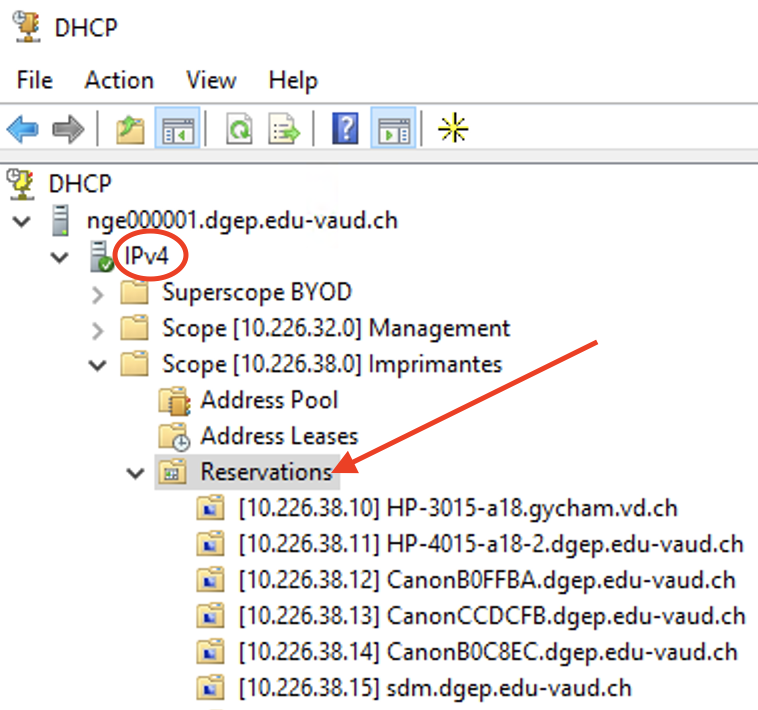 DHCP
File Action View Help
DHCP
nge000001.dgep.edu-vaud.ch
IPv4
Superscope BYOD
Scope [10.226.32.0] Management
Scope [10.226.38.0] Imprimantes
Address Pool
Address Leases
Reservations
[10.226.38.10] HP-3015-a18.gycham.vd.ch
[10.226.38.11] HP-4015-a18-2.dgep.edu-vaud.ch
[10.226.38.12] CanonB0FFBA.dgep.edu-vaud.ch
[10.226.38.13] CanonCCDCFB.dgep.edu-vaud.ch
[10.226.38.14] CanonB0C8EC.dgep.edu-vaud.ch
[10.226.38.15] sdm.dgep.edu-vaud.ch